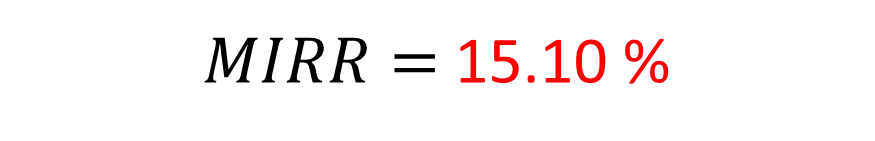 MIRR = 15.10 %